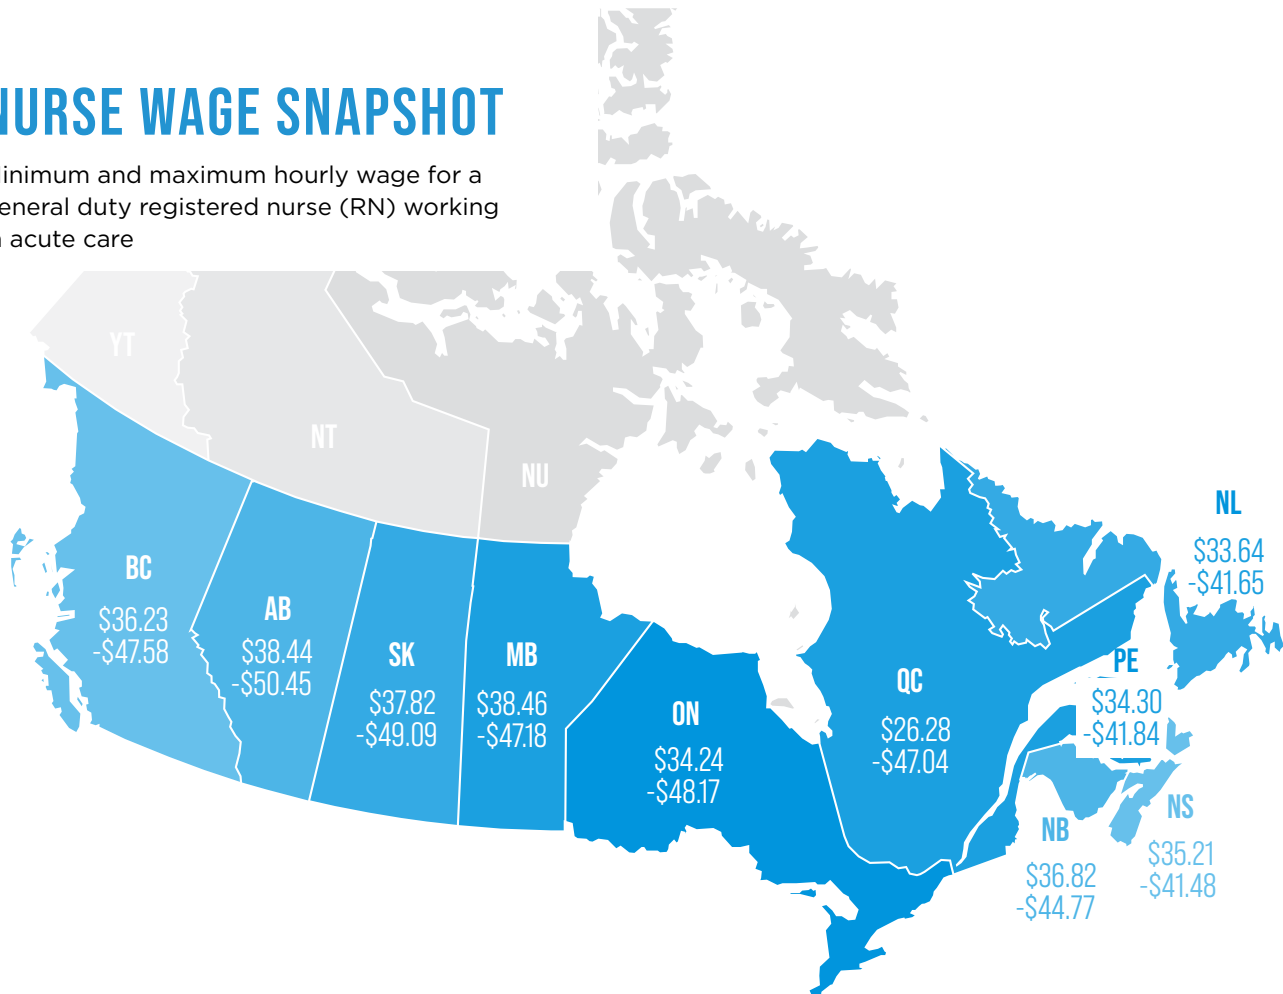 NURSE WAGE SNAPSHOT
inimum and maximum hourly wage for a
eneral duty registered nurse (RN) working
acute care
YT
NT
NU
BC
$36.23
-$47.58
AB
$38.44
-$50.45
SK
$37.82
-$49.09
MB
$38.46
-$47.18
ON
$34.24
-$48.17
QC
$26.28
-$47.04
NL
$33.64
-$41.65
PE
$34.30
-$41.84
NB
$36.82
-$44.77
NS
$35.21
-$41.48